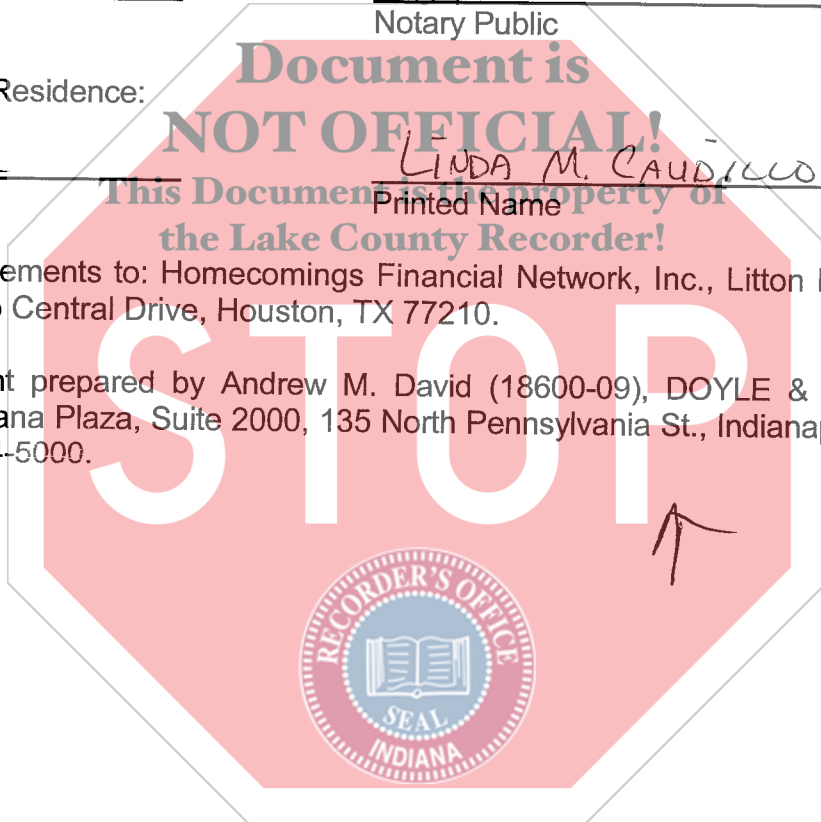 Notary Public
Document is
Residence:
NOT OFFICIAL!
LINDA M. CAUDILLO
This Document is the property of
Printed Name
the Lake County Recorder!
ements to: Homecomings Financial Network, Inc., Litton
Central Drive, Houston, TX 77210.
STOP
nt prepared by Andrew M. David (18600-09), DOYLE &
ana Plaza, Suite 2000, 135 North Pennsylvania St., Indianap
-5000.
RECORDER'S OFFICE
SEAL
INDIANA